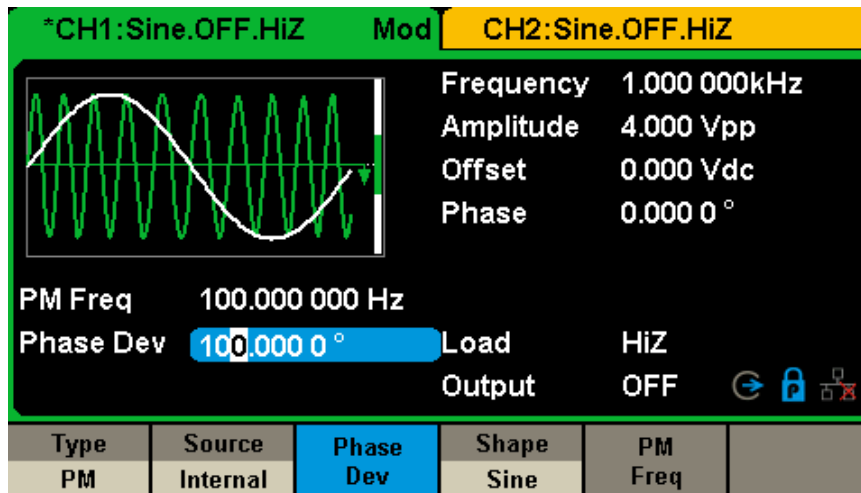 *CH1:Sine.OFF.HiZ Mod CH2:Sine.OFF.HiZ
Frequency 1.000 000kHz
Amplitude 4.000 Vpp
Offset 0.000 Vdc
Phase 0.000 0 °
PM Freq 100.000 000 Hz
Phase Dev 100.000 0 °
Load HiZ
Output OFF P
Type Source Phase Dev Shape PM Freq
PM Internal Sine